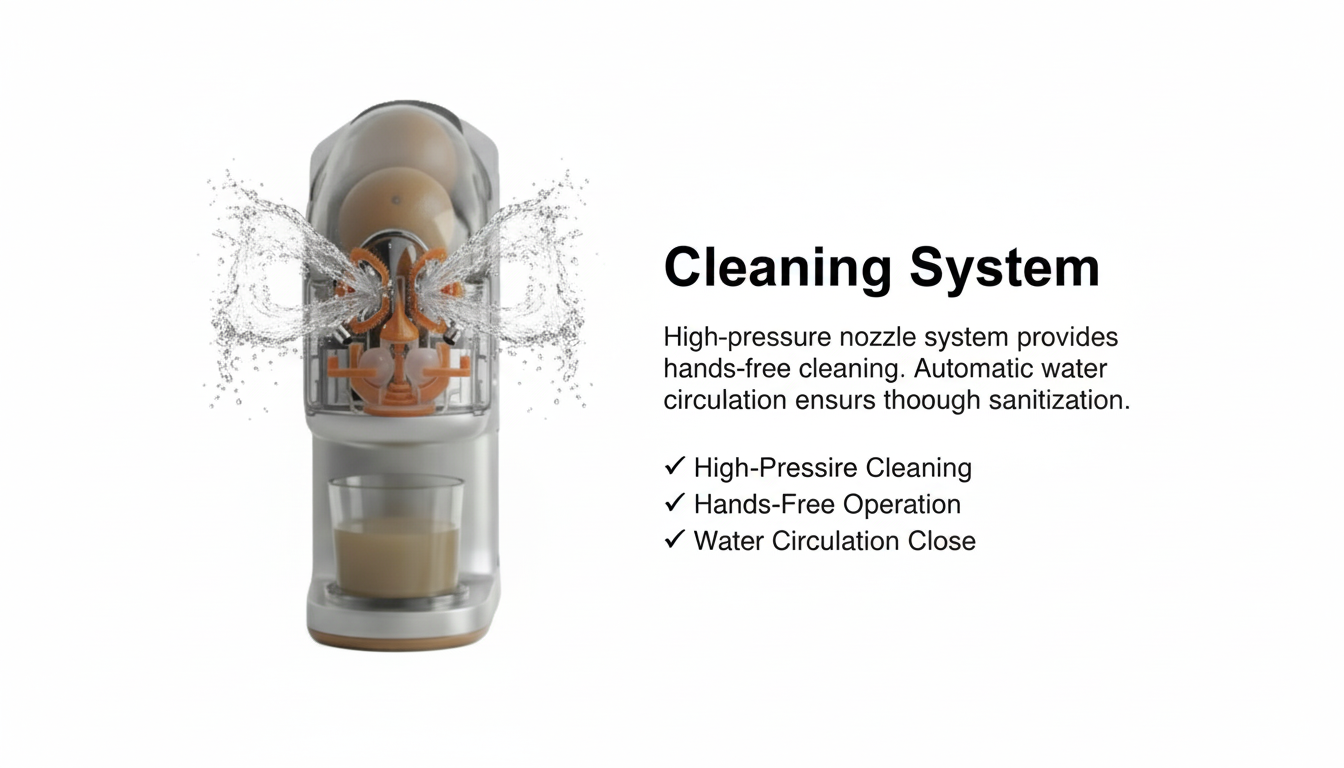 Cleaning System
High-pressure nozzle system provides
hands-free cleaning. Automatic water
circulation ensurs thoough sanitization.
✓ High-Pressire Cleaning
✓ Hands-Free Operation
✓ Water Circulation Close